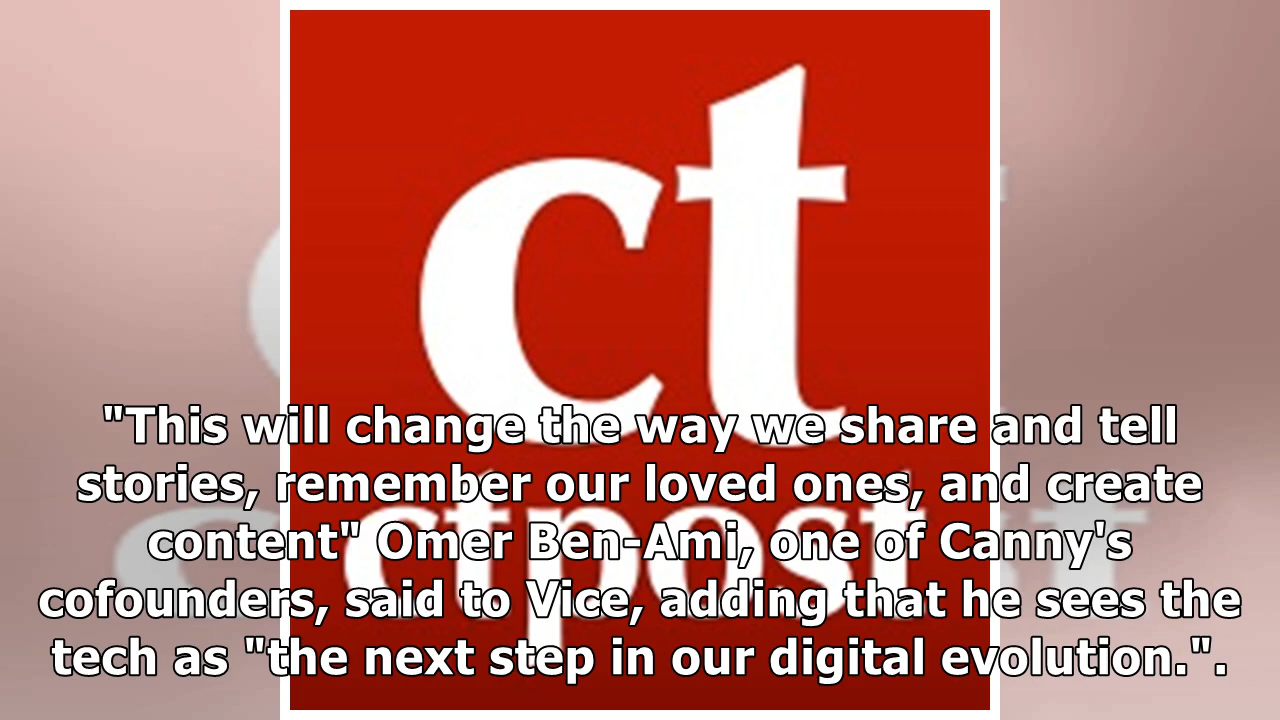 ct
ctpost
"This will change the way we share and tell
stories, remember our loved ones, and create
content" Omer Ben-Ami, one of Canny's
cofounders, said to Vice, adding that he sees the
tech as "the next step in our digital evolution.".